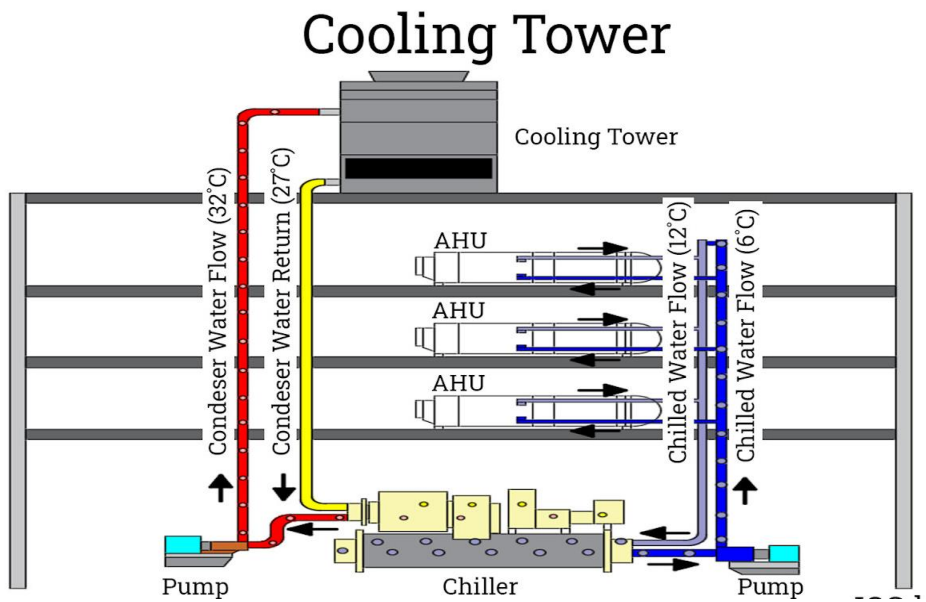 Cooling Tower
Cooling Tower
Condeser Water Flow (32°C)
Condeser Water Return (27°C)
AHU
AHU
AHU
Chilled Water Flow (12°C)
Chilled Water Flow (6°C)
Pump
Chiller
Pump